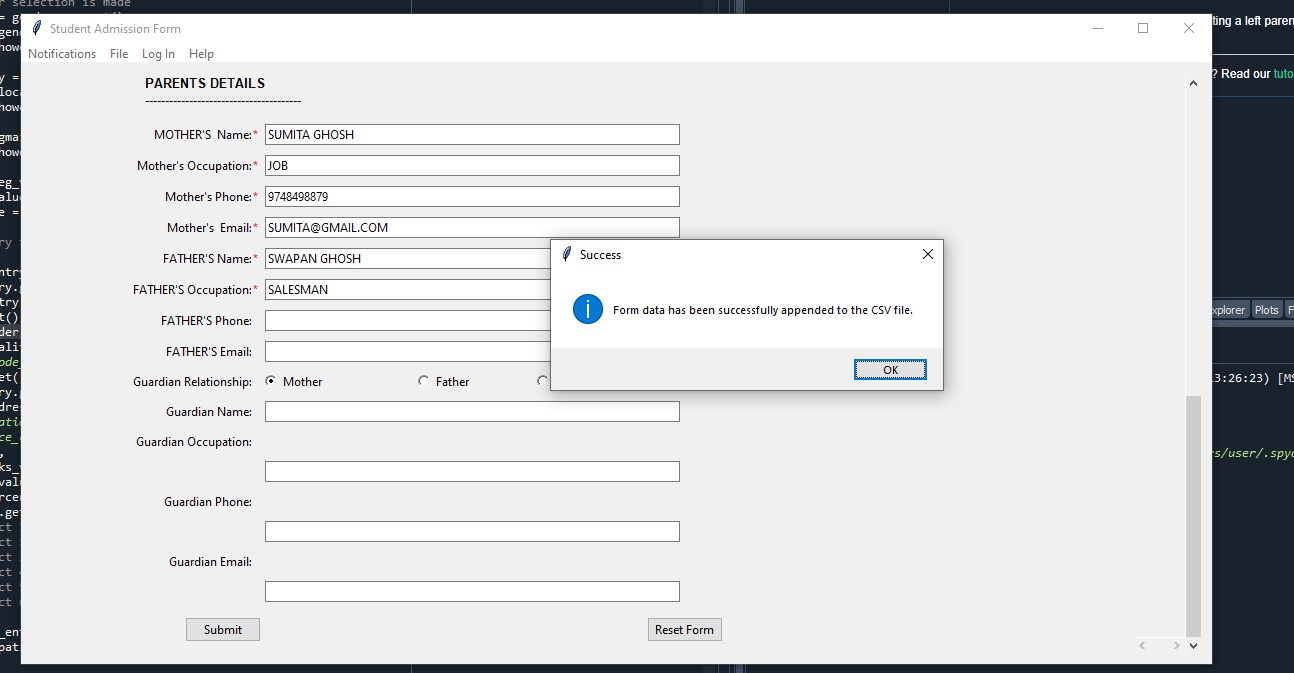 r selection is made
Student Admission Form
ting a left paren
Notifications File Log In Help
? Read our tuto
PARENTS DETAILS
---------------------------------------
MOTHER'S Name:* SUMITA GHOSH
Mother's Occupation:* JOB
Mother's Phone:* 9748498879
Mother's Email:* SUMITA@GMAIL.COM
FATHER'S Name:* SWAPAN GHOSH
FATHER'S Occupation:* SALESMAN
FATHER'S Phone:
FATHER'S Email:
Guardian Relationship: Mother Father
Guardian Name:
Guardian Occupation:
Guardian Phone:
Guardian Email:
Submit Reset Form
Success
Form data has been successfully appended to the CSV file.
OK
xplorer Plots F
3:26:23) [MS
rs/user/.spyd